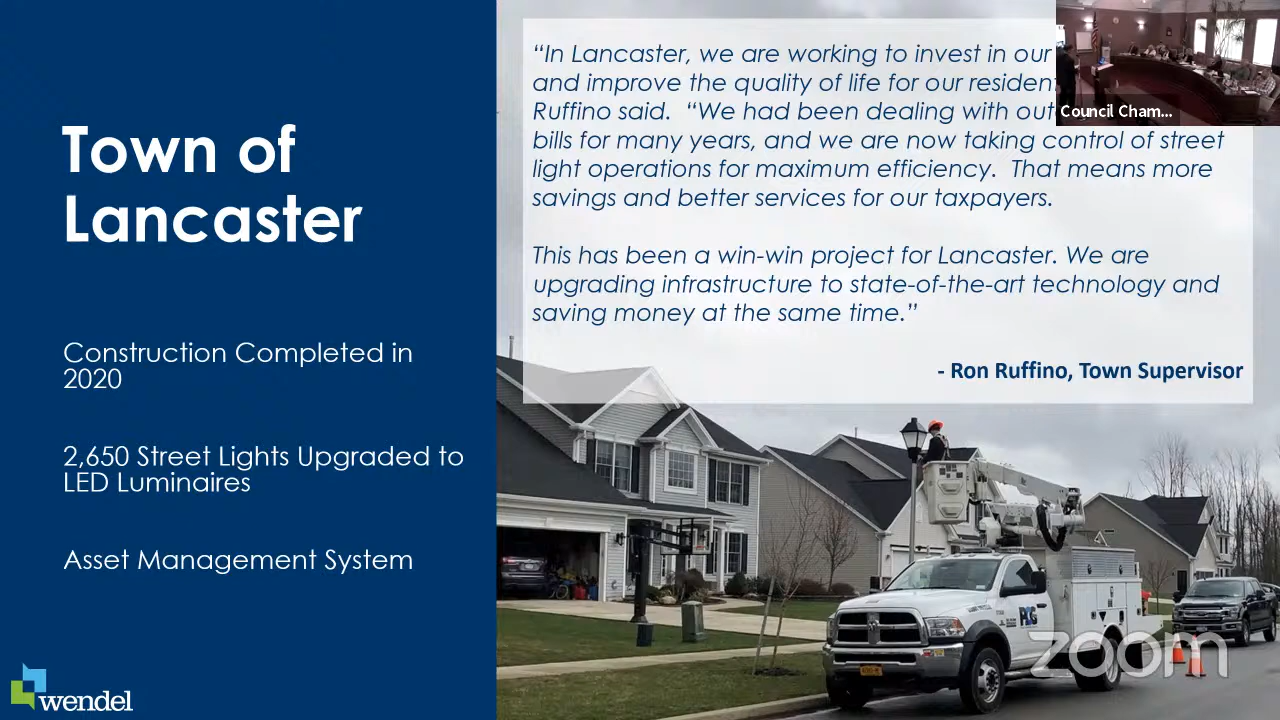 Town of
Lancaster
Construction Completed in
2020
2,650 Street Lights Upgraded to
LED Luminaires
Asset Management System
wendel
“In Lancaster, we are working to invest in our
and improve the quality of life for our resident
Ruffino said.  “We had been dealing with out
bills for many years, and we are now taking control of street
light operations for maximum efficiency.  That means more
savings and better services for our taxpayers.
This has been a win-win project for Lancaster. We are
upgrading infrastructure to state-of-the-art technology and
saving money at the same time.”
- Ron Ruffino, Town Supervisor
Council Cham...
zoom